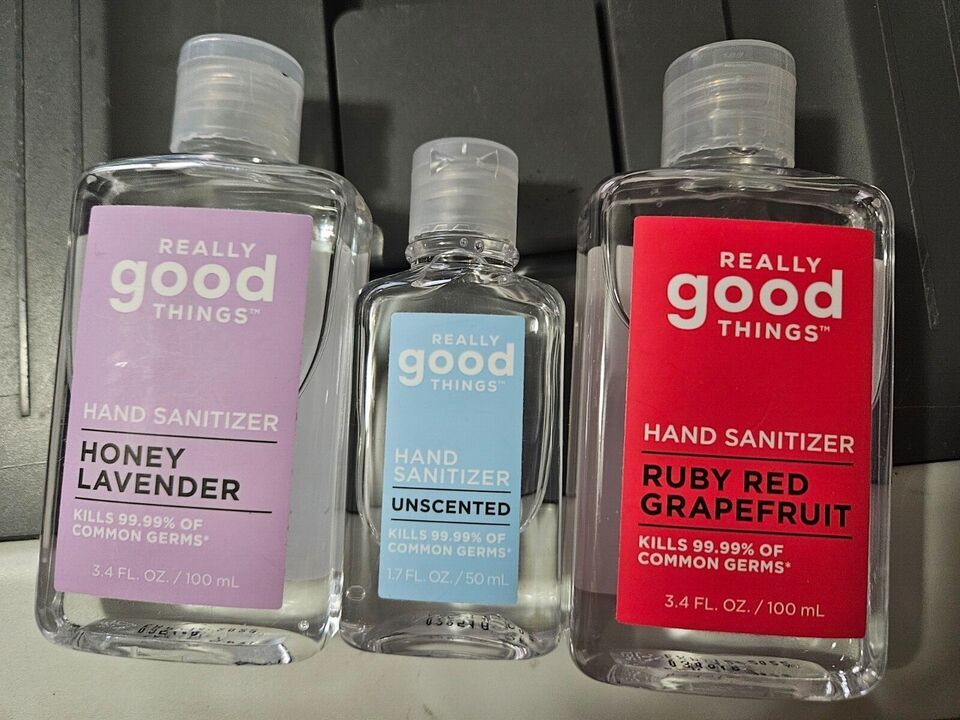 REALLY
good
THINGS™
HAND SANITIZER
HONEY
LAVENDER
KILLS 99.99% OF
COMMON GERMS*
3.4 FL. OZ. / 100 mL
REALLY
good
THINGS™
HAND
SANITIZER
UNSCENTED
KILLS 99.99% OF
COMMON GERMS*
1.7 FL. OZ. / 50 mL
REALLY
good
THINGS™
HAND SANITIZER
RUBY RED
GRAPEFRUIT
KILLS 99.99% OF
COMMON GERMS*
3.4 FL. OZ. / 100 mL